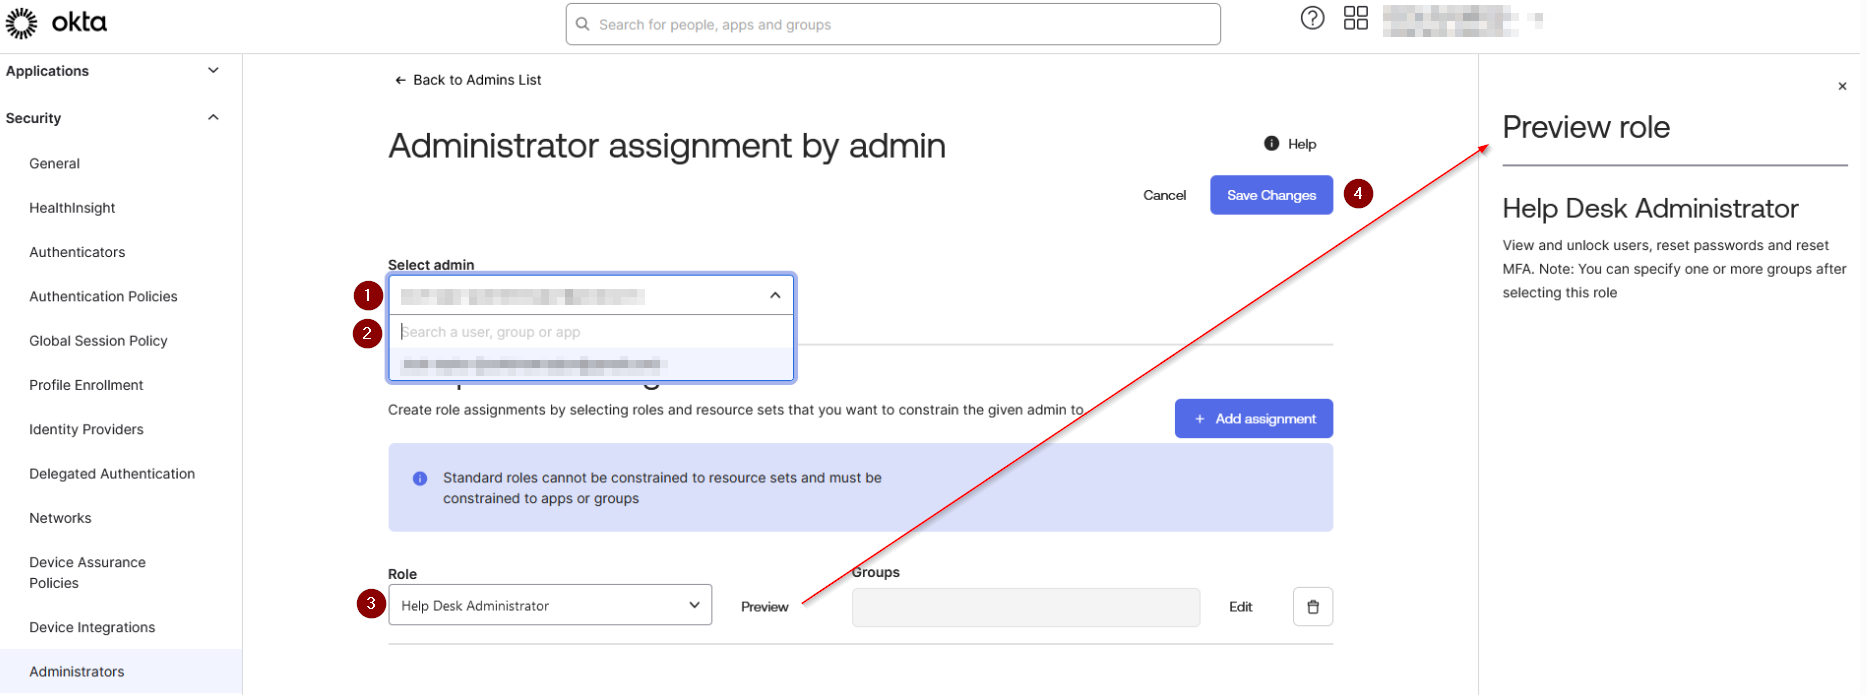 okta
Search for people, apps and groups
Applications
Security
General
HealthInsight
Authenticators
Authentication Policies
Global Session Policy
Profile Enrollment
Identity Providers
Delegated Authentication
Networks
Device Assurance
Policies
Device Integrations
Administrators
← Back to Admins List
Administrator assignment by admin
Help
Cancel
Save Changes
4
Select admin
1
2
Search a user, group or app
Create role assignments by selecting roles and resource sets that you want to constrain the given admin to.
+ Add assignment
Standard roles cannot be constrained to resource sets and must be
constrained to apps or groups
Role
Groups
3
Help Desk Administrator
Preview
Edit
Preview role
Help Desk Administrator
View and unlock users, reset passwords and reset
MFA. Note: You can specify one or more groups after
selecting this role